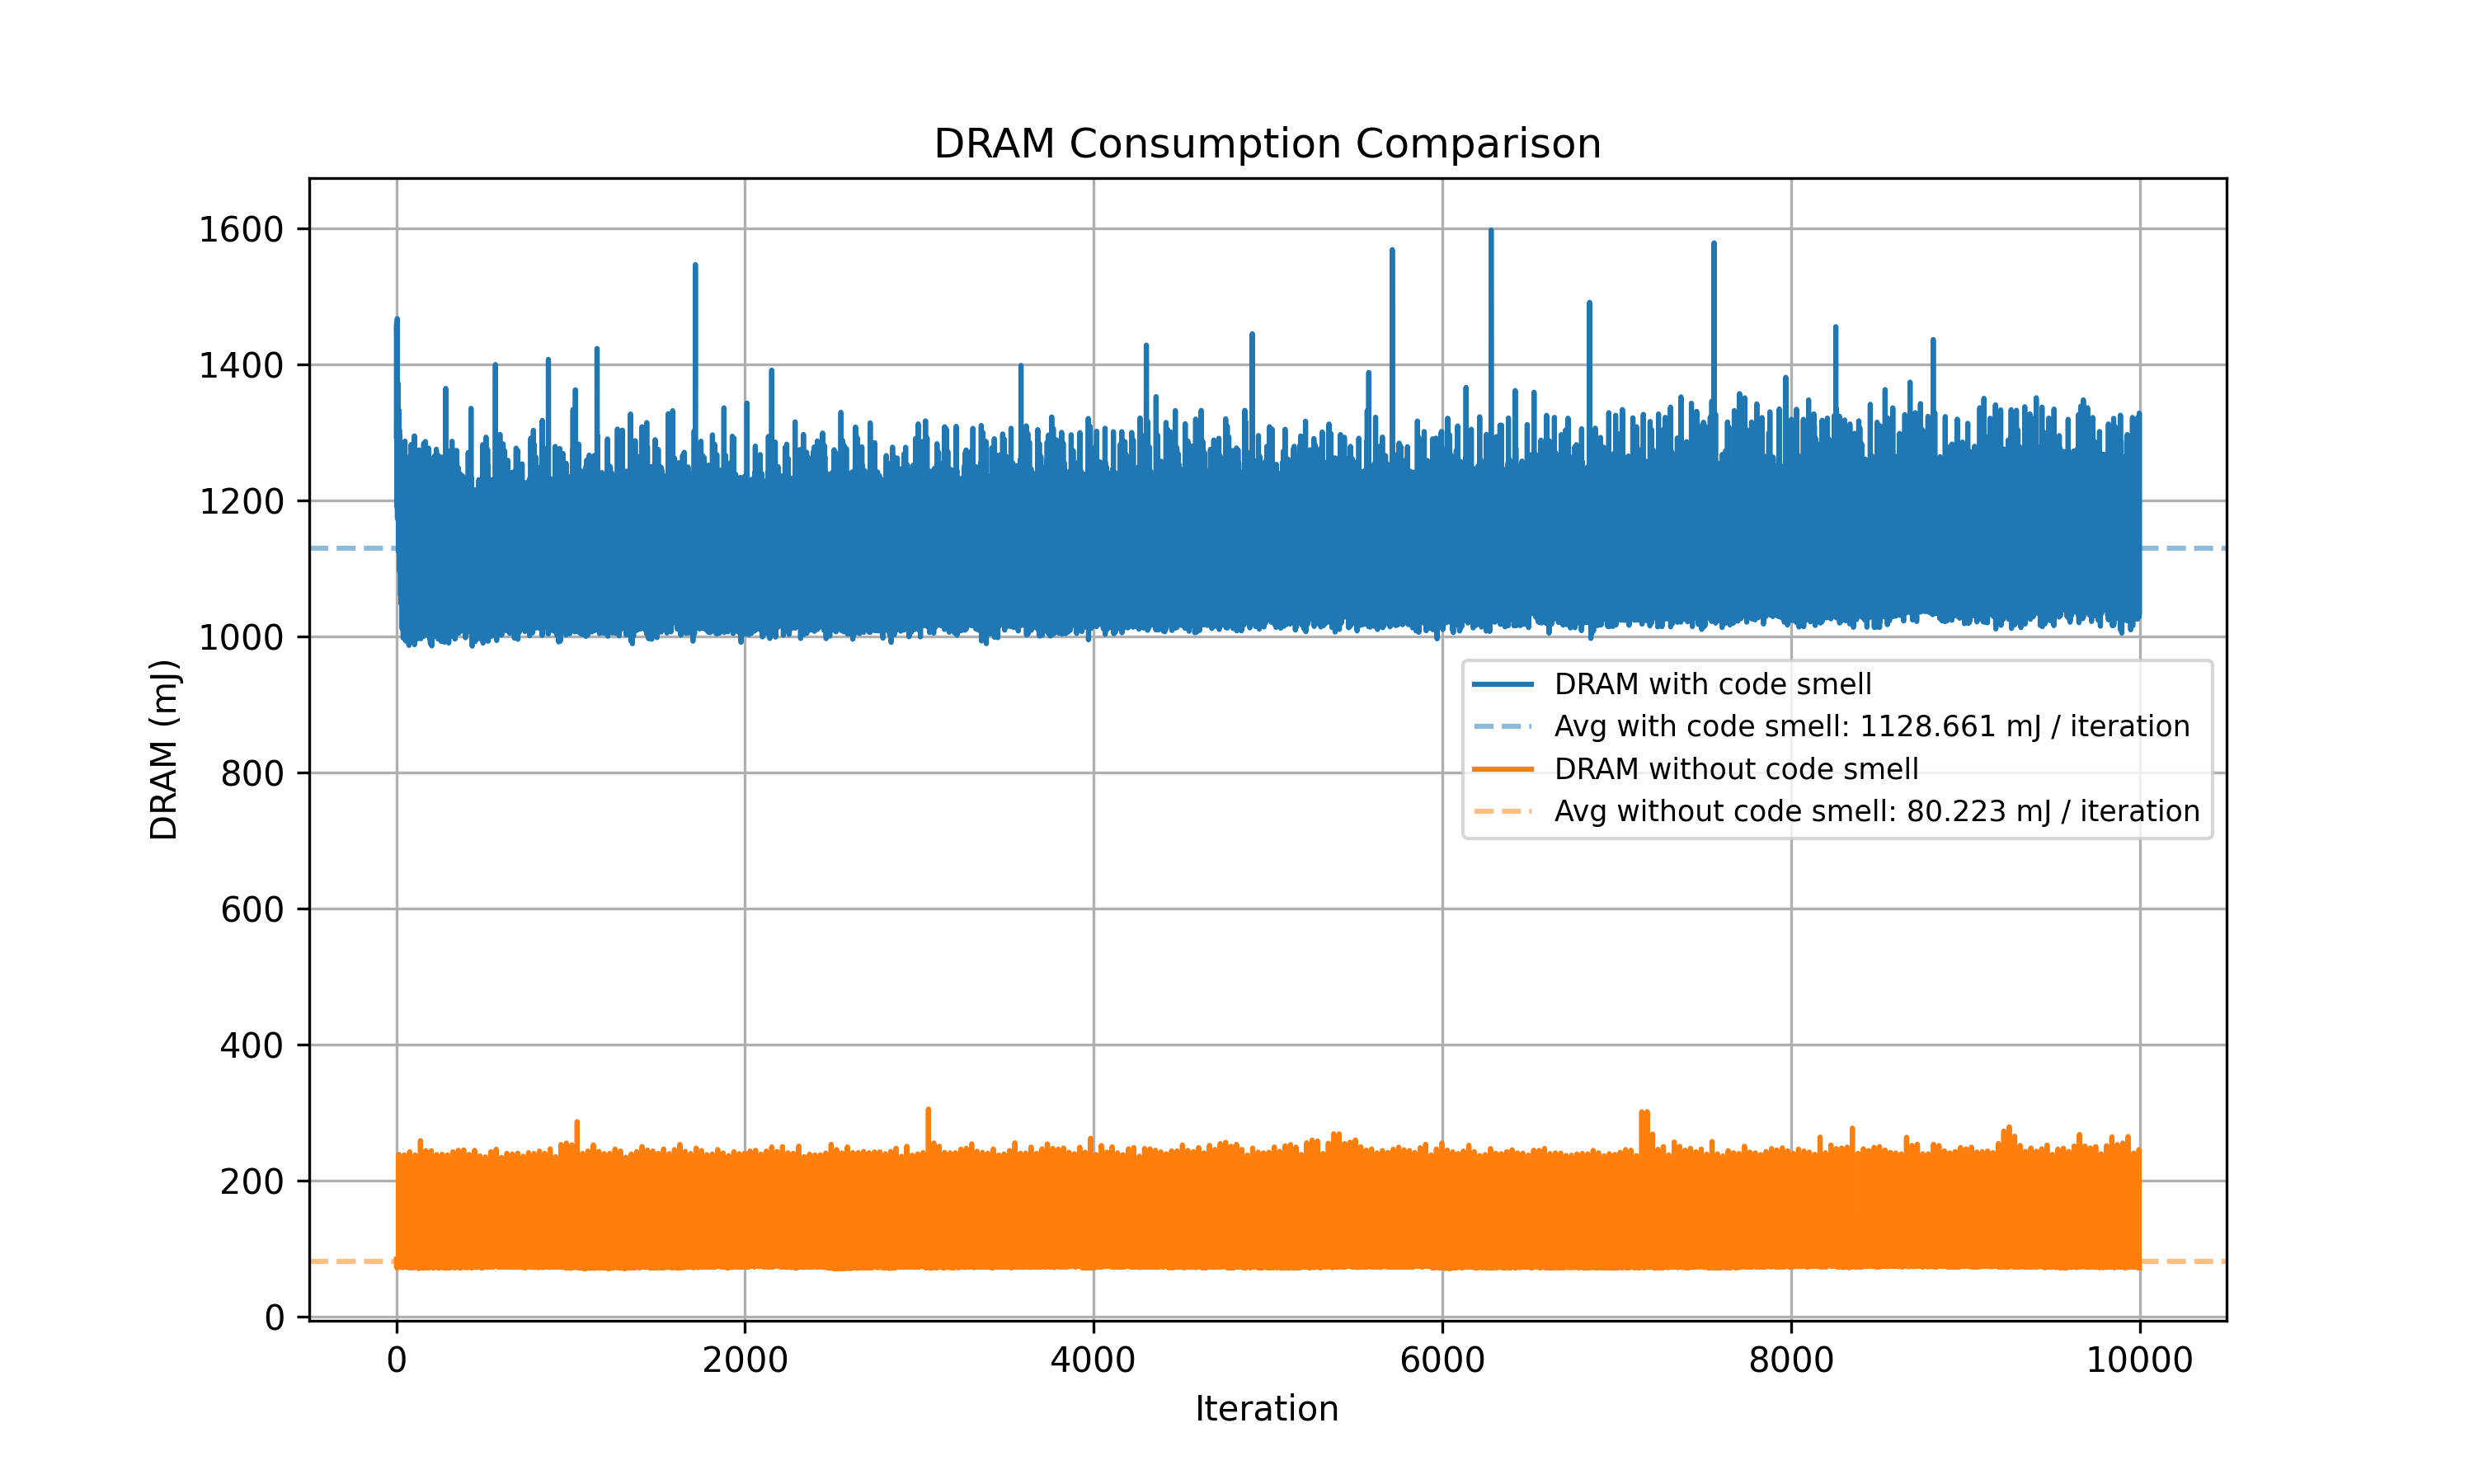 DRAM Consumption Comparison
1600
1400
1200
1000
800
600
400
200
0
DRAM (mJ)
DRAM with code smell
Avg with code smell: 1128.661 mJ / iteration
DRAM without code smell
Avg without code smell: 80.223 mJ / iteration
0 2000 4000 6000 8000 10000
Iteration